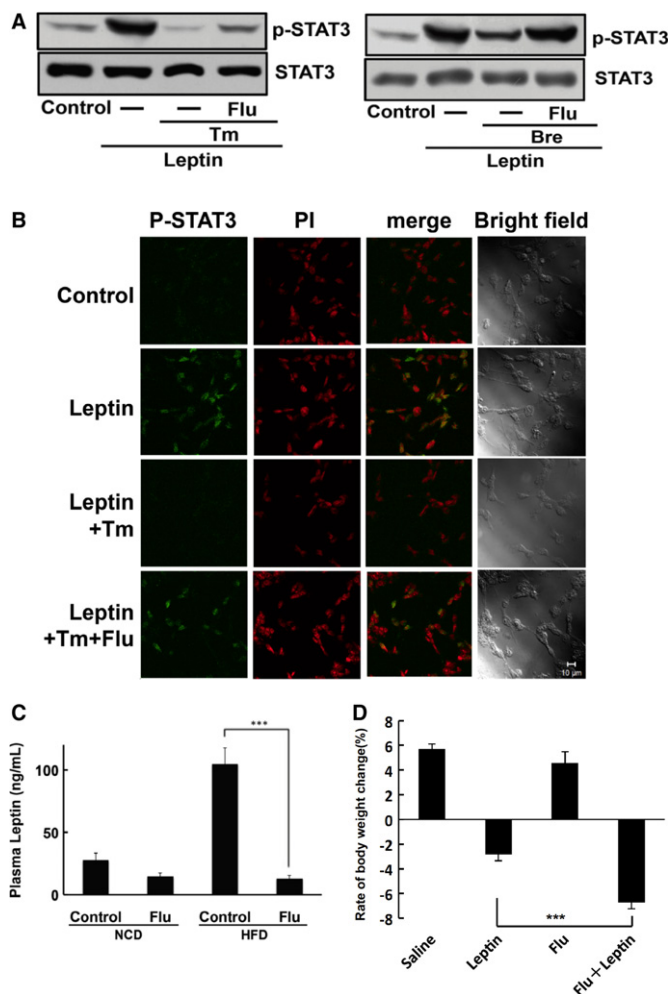 A
p-STAT3
STAT3
Control — — Flu
Tm
Leptin
p-STAT3
STAT3
Control — — Flu
Bre
Leptin
B
P-STAT3 PI merge Bright field
Control
Leptin
Leptin
+Tm
Leptin
+Tm+Flu
10 μm
C
Plasma Leptin (ng/mL)
100
50
0
***
Control Flu Control Flu
NCD HFD
D
Rate of body weight change(%)
8
6
4
2
0
-2
-4
-6
-8
***
Saline
Leptin
Flu
Flu+Leptin